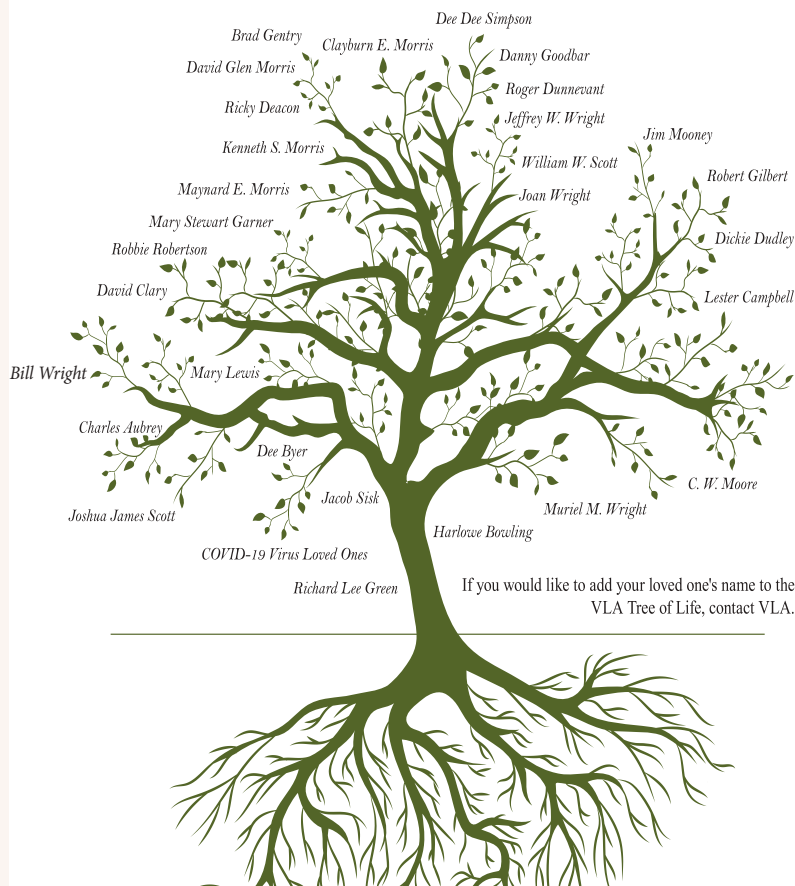 Dee Dee Simpson
Brad Gentry
Clayburn E. Morris
Danny Goodbar
David Glen Morris
Roger Dunnevant
Ricky Deacon
Jeffrey W. Wright
Jim Mooney
Kenneth S. Morris
William W. Scott
Robert Gilbert
Maynard E. Morris
Joan Wright
Mary Stewart Garner
Dickie Dudley
Robbie Robertson
David Clary
Lester Campbell
Bill Wright
Mary Lewis
Charles Aubrey
Dee Byer
C. W. Moore
Jacob Sisk
Muriel M. Wright
Joshua James Scott
Harlowe Bowling
COVID-19 Virus Loved Ones
Richard Lee Green
If you would like to add your loved one's name to the
VLA Tree of Life, contact VLA.